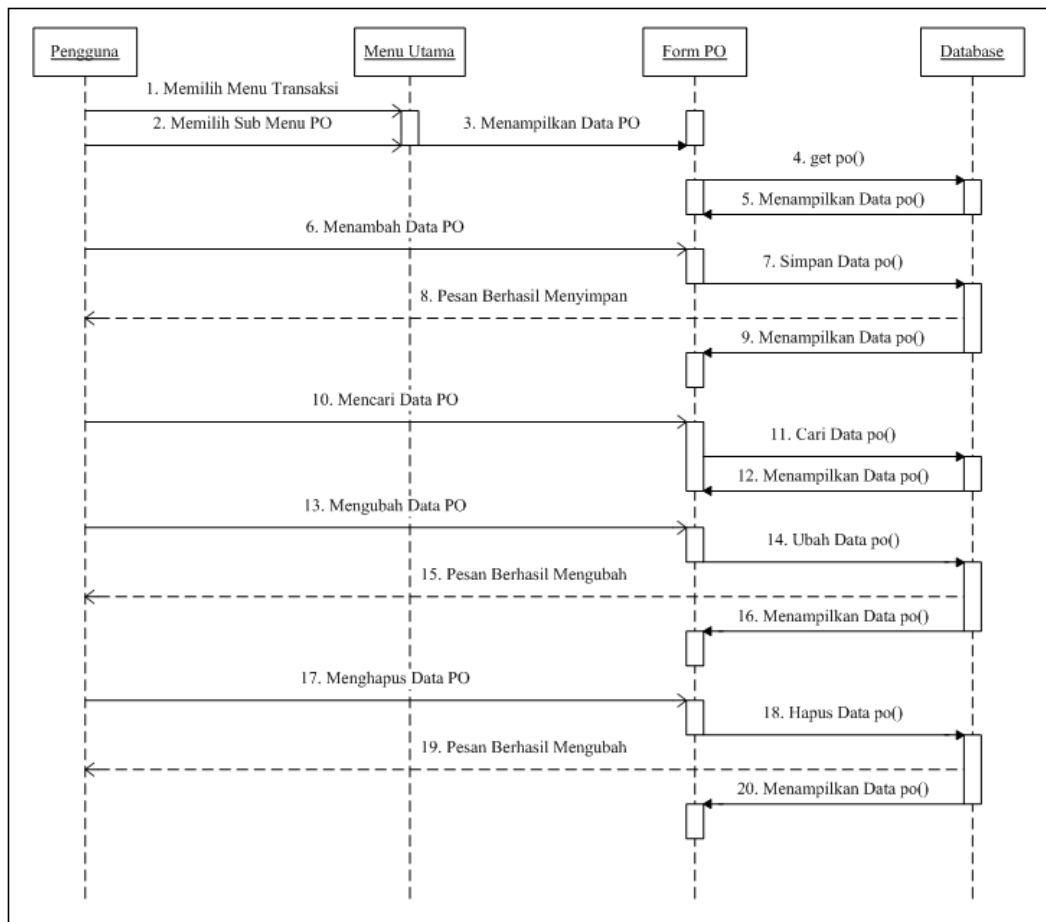 Pengguna
Menu Utama
Form PO
Database
1. Memilih Menu Transaksi
2. Memilih Sub Menu PO
3. Menampilkan Data PO
4. get po()
5. Menampilkan Data po()
6. Menambah Data PO
7. Simpan Data po()
8. Pesan Berhasil Menyimpan
9. Menampilkan Data po()
10. Mencari Data PO
11. Cari Data po()
12. Menampilkan Data po()
13. Mengubah Data PO
14. Ubah Data po()
15. Pesan Berhasil Mengubah
16. Menampilkan Data po()
17. Menghapus Data PO
18. Hapus Data po()
19. Pesan Berhasil Mengubah
20. Menampilkan Data po()